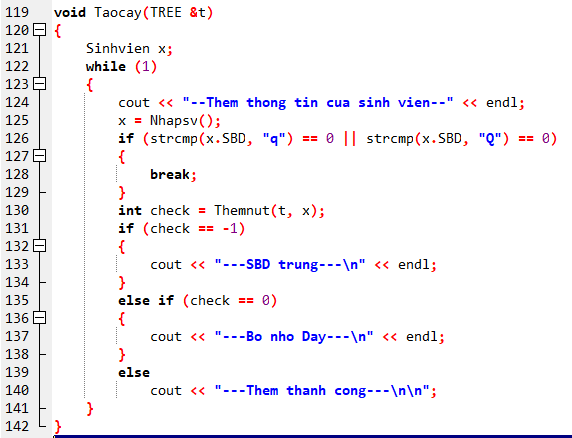 119 void Taocay(TREE &t)
120 {
121     Sinhvien x;
122     while (1)
123     {
124         cout << "--Them thong tin cua sinh vien--" << endl;
125         x = Nhapsv();
126         if (strcmp(x.SBD, "q") == 0 || strcmp(x.SBD, "Q") == 0)
127         {
128             break;
129         }
130         int check = Themnut(t, x);
131         if (check == -1)
132         {
133             cout << "---SBD trung---\n" << endl;
134         }
135         else if (check == 0)
136         {
137             cout << "---Bo nho Day---\n" << endl;
138         }
139         else
140             cout << "---Them thanh cong---\n\n";
141     }
142 }